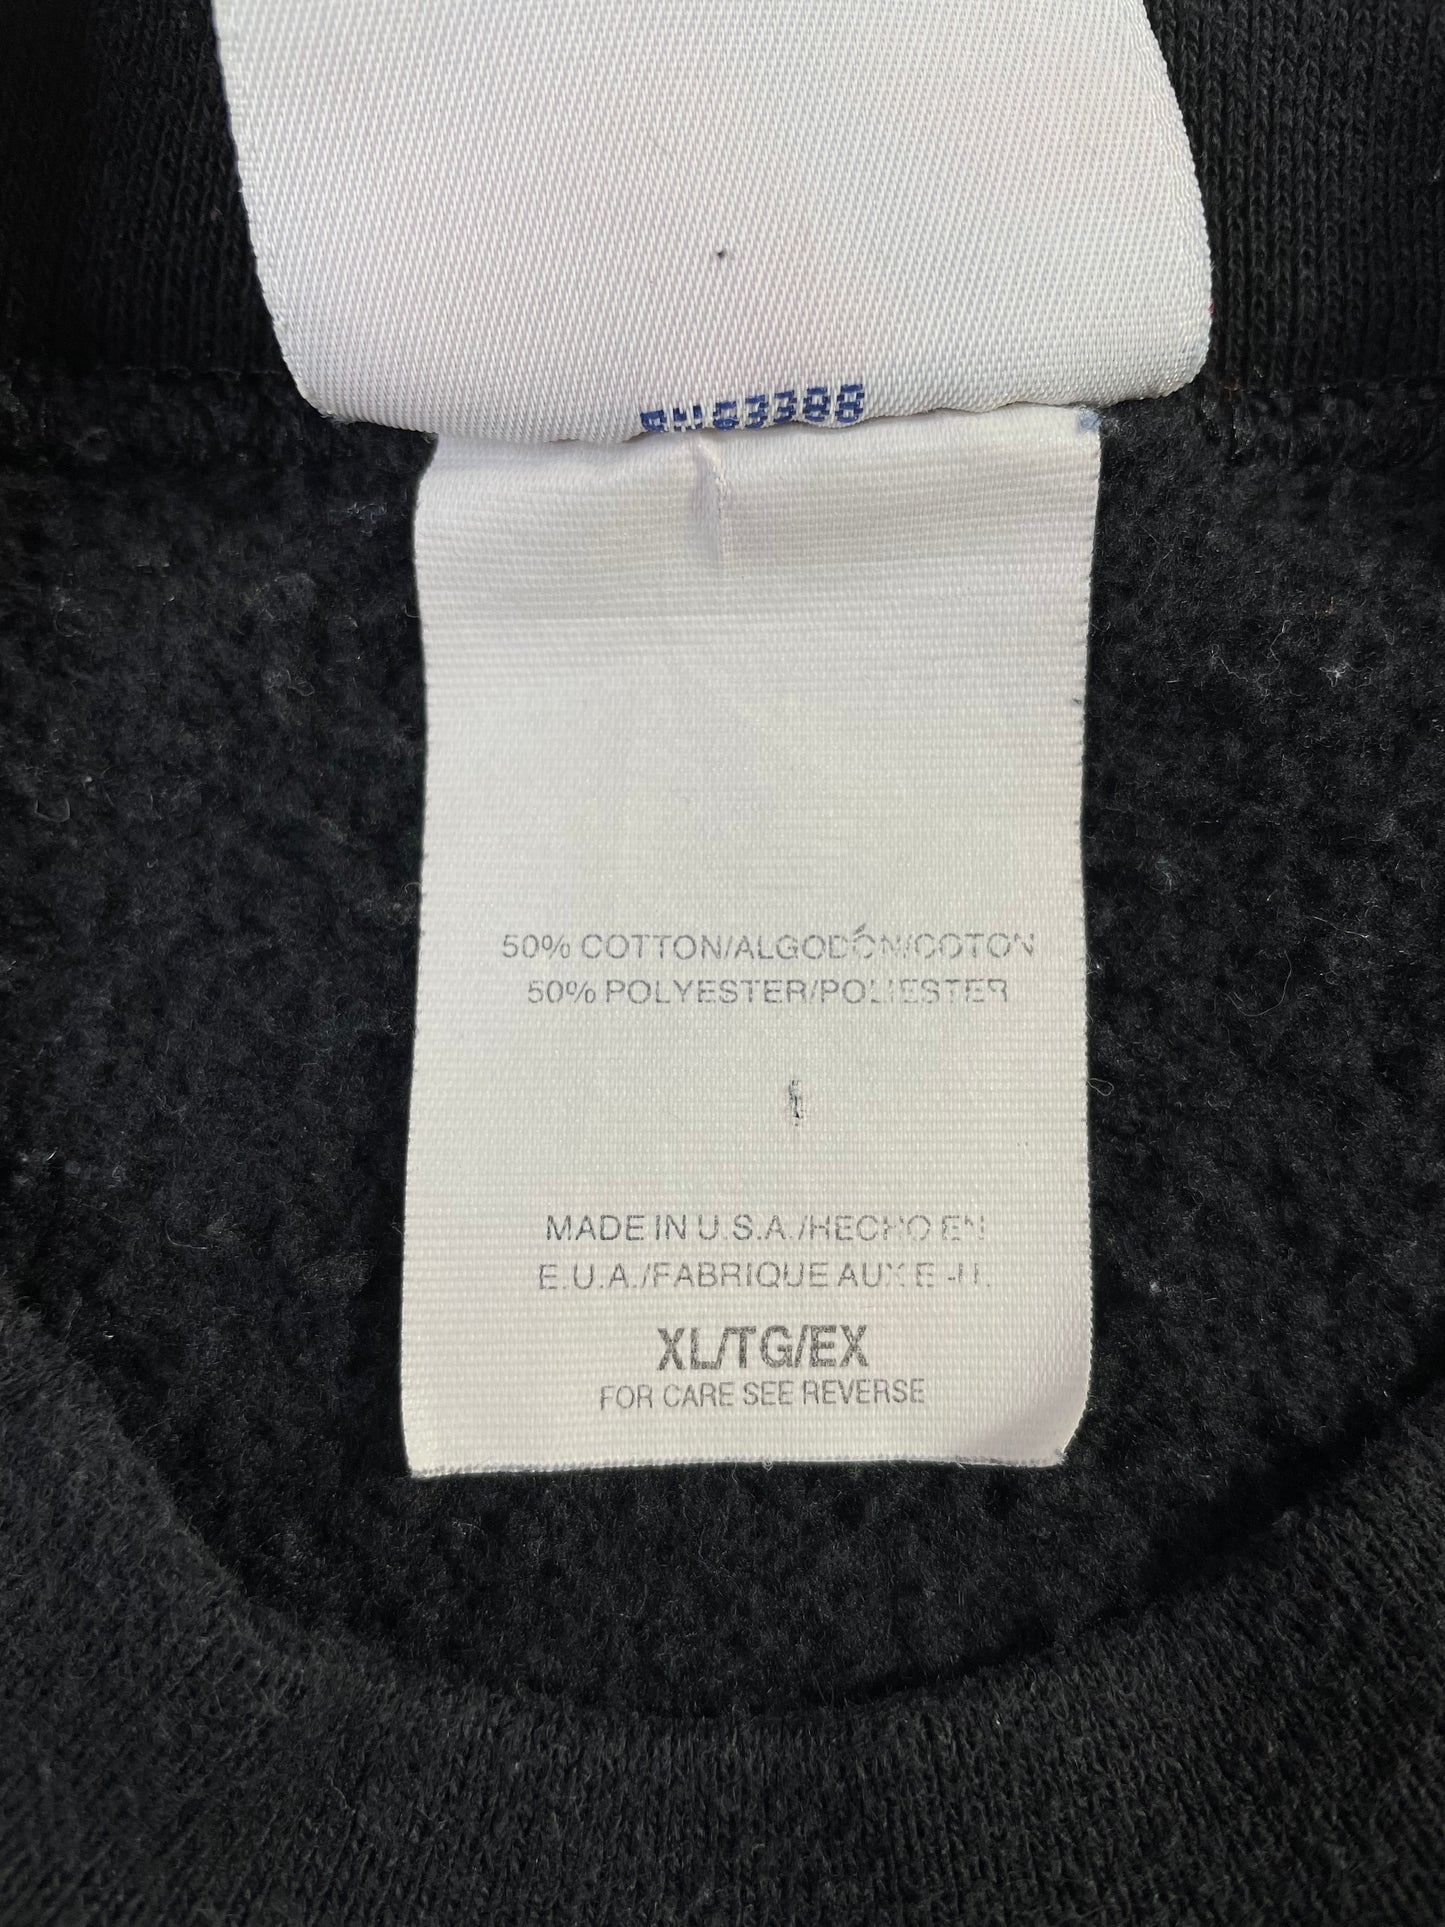 50% COTTON/ALGODÓN/COTON
50% POLYESTER/POLIESTER
MADE IN U.S.A./HECHO EN
E.U.A./FABRIQUE AUX E.-U.
XL/TG/EX
FOR CARE SEE REVERSE